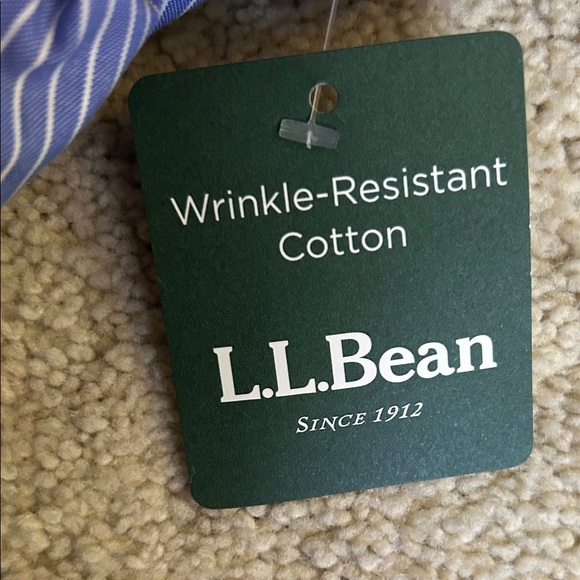 Wrinkle-Resistant
Cotton
L.L.Bean
SINCE 1912